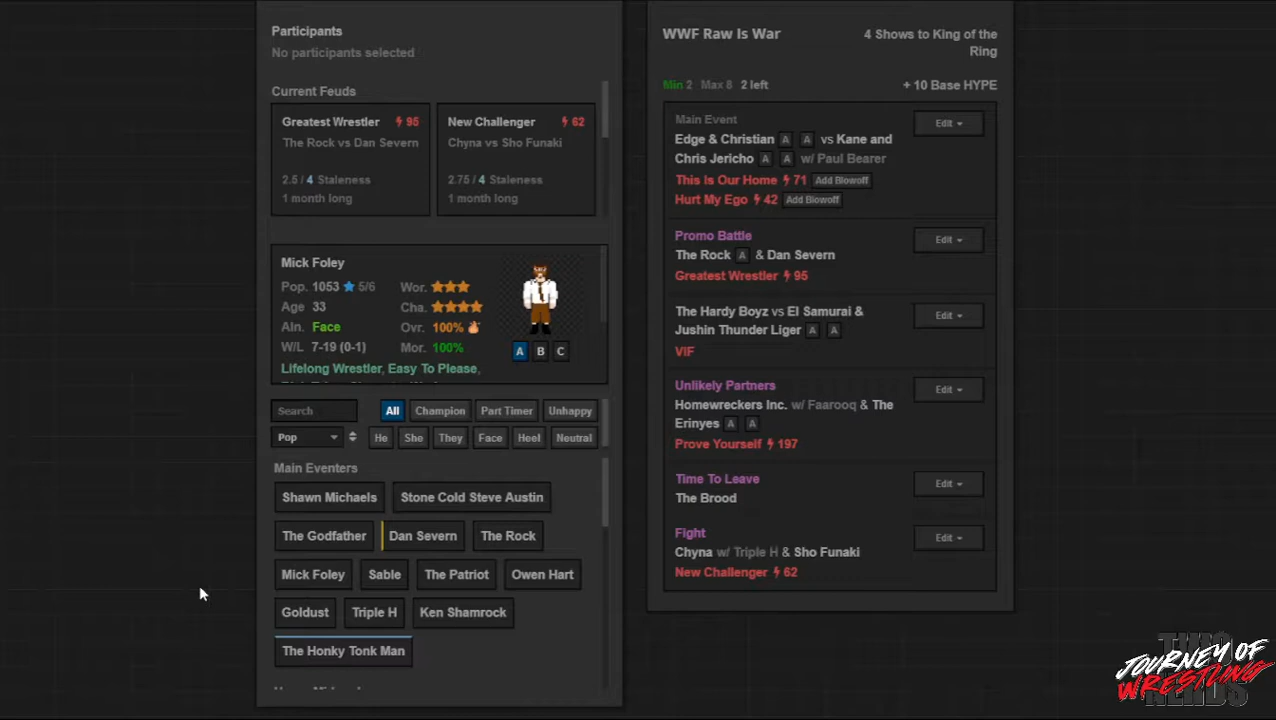 Participants
No participants selected
Current Feuds
Greatest Wrestler 95
The Rock vs Dan Severn
2.5 / 4 Staleness
1 month long
New Challenger 62
Chyna vs Sho Funaki
2.75 / 4 Staleness
1 month long
Mick Foley
Pop. 1053 5/6
Age 33
Aln. Face
W/L 7-19 (0-1)
Wor.
Cha.
Ovr. 100%
Mor. 100%
A B C
Lifelong Wrestler, Easy To Please,
Search
All Champion Part Timer Unhappy
Pop
He She They Face Heel Neutral
Main Eventers
Shawn Michaels Stone Cold Steve Austin
The Godfather Dan Severn The Rock
Mick Foley Sable The Patriot Owen Hart
Goldust Triple H Ken Shamrock
The Honky Tonk Man
WWF Raw Is War
4 Shows to King of the
Ring
Min 2 Max 8 2 left
+ 10 Base HYPE
Main Event
Edge & Christian A A vs Kane and
Chris Jericho A A w/ Paul Bearer
This Is Our Home 71 Add Blowoff
Hurt My Ego 42 Add Blowoff
Edit
Promo Battle
The Rock A & Dan Severn
Greatest Wrestler 95
Edit
The Hardy Boyz vs El Samurai &
Jushin Thunder Liger A A
VIF
Edit
Unlikely Partners
Homewreckers Inc. w/ Faarooq & The
Erinyes A A
Prove Yourself 197
Edit
Time To Leave
The Brood
Edit
Fight
Chyna w/ Triple H & Sho Funaki
New Challenger 62
Edit
JOURNEY OF
WRESTLING